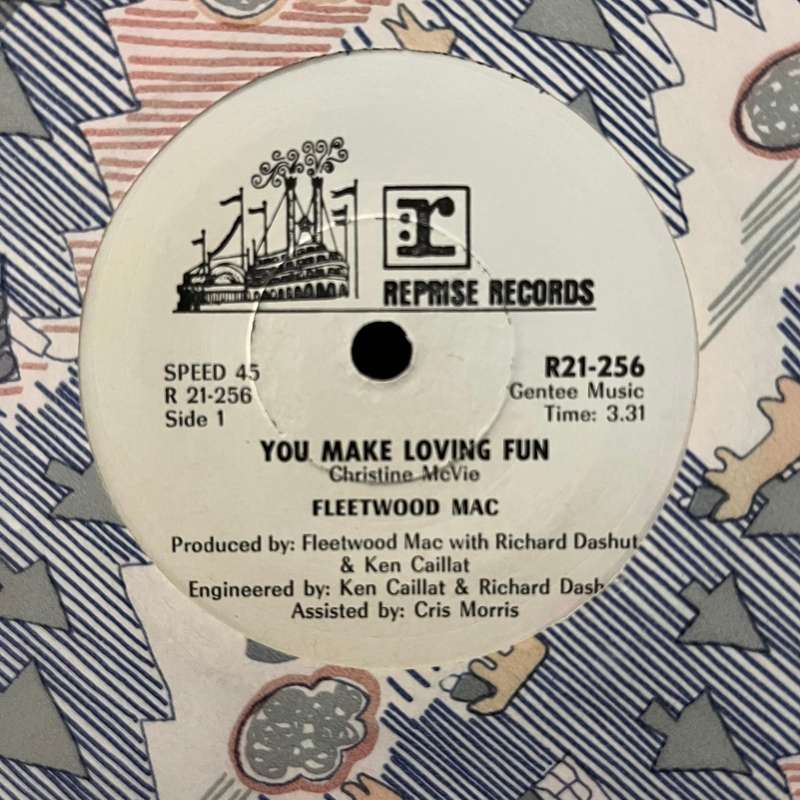 r
REPRISE RECORDS
SPEED 45
R 21-256
Side 1
R21-256
Gentee Music
Time: 3.31
YOU MAKE LOVING FUN
Christine McVie
FLEETWOOD MAC
Produced by: Fleetwood Mac with Richard Dashut
& Ken Caillat
Engineered by: Ken Caillat & Richard Dash
Assisted by: Cris Morris